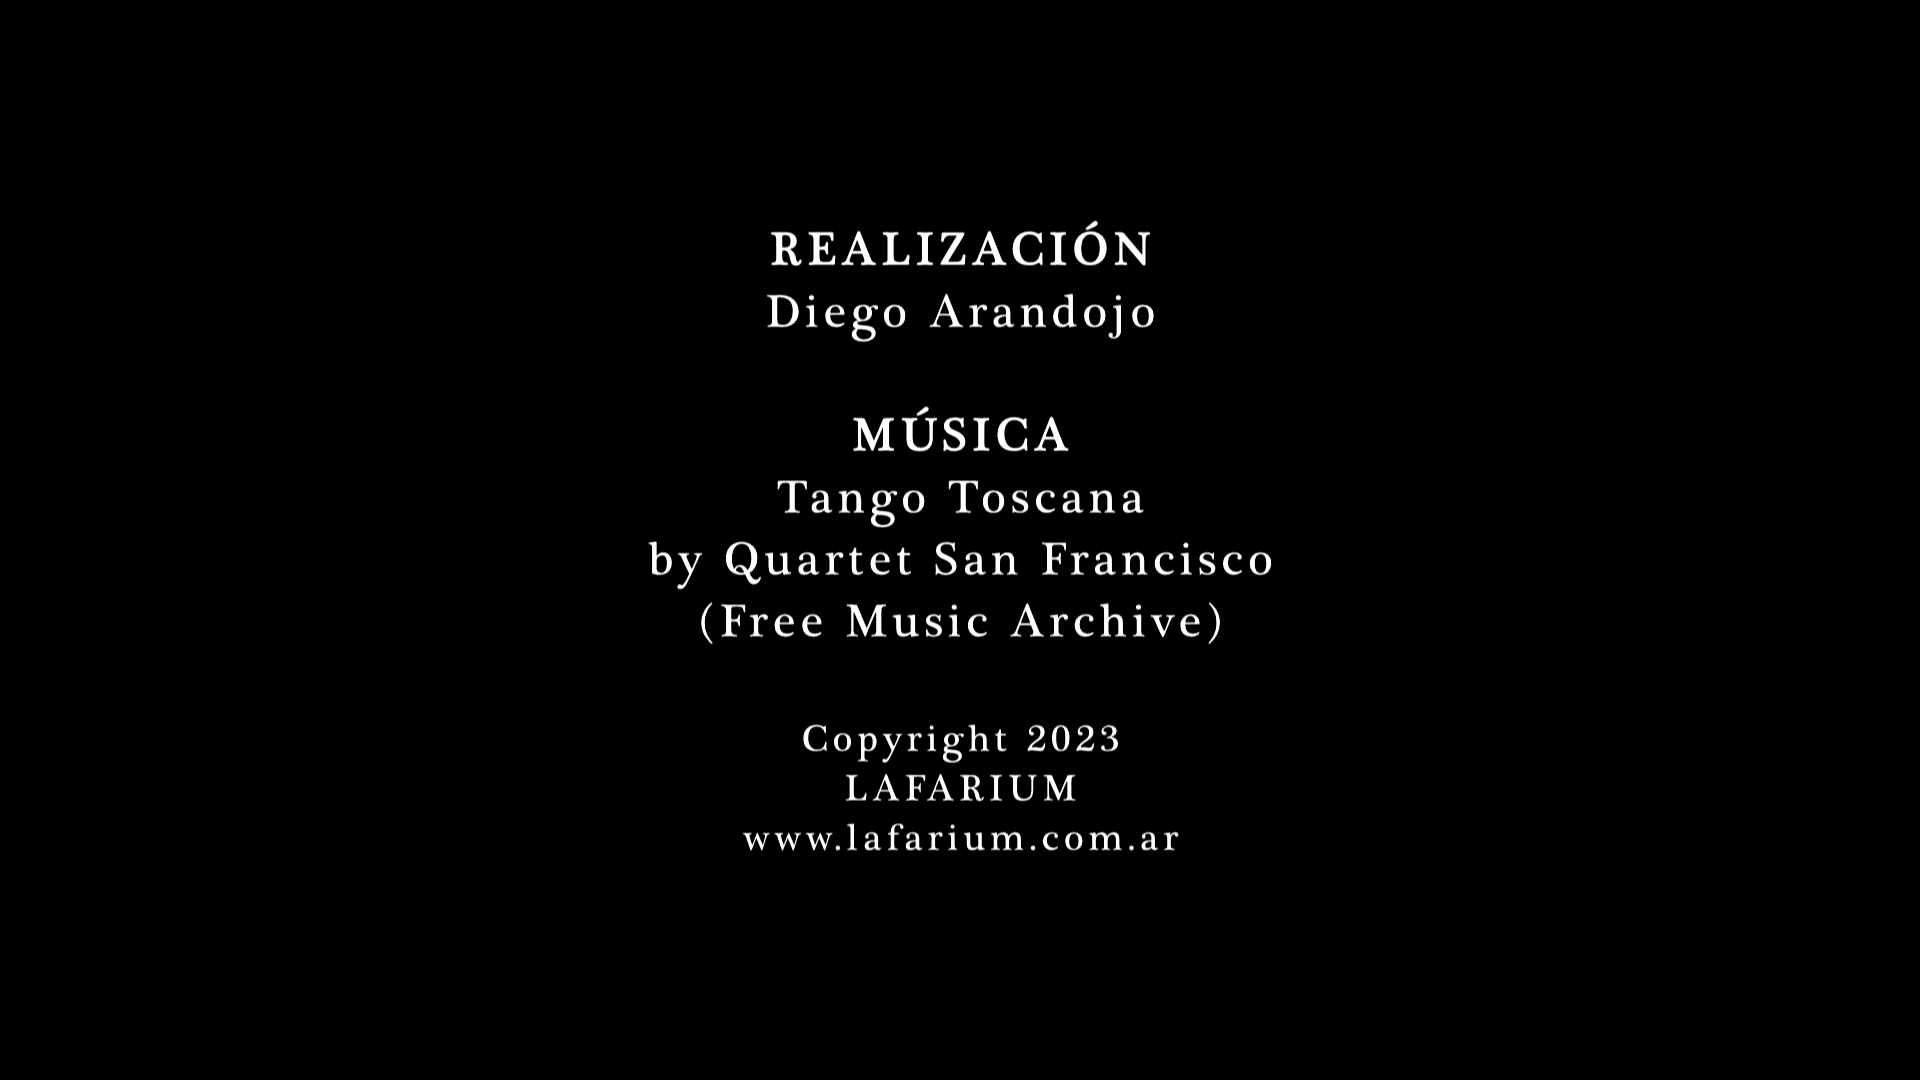 REALIZACIÓN
Diego Arandojo
MÚSICA
Tango Toscana
by Quartet San Francisco
(Free Music Archive)
Copyright 2023
LAFARIUM
www.lafarium.com.ar